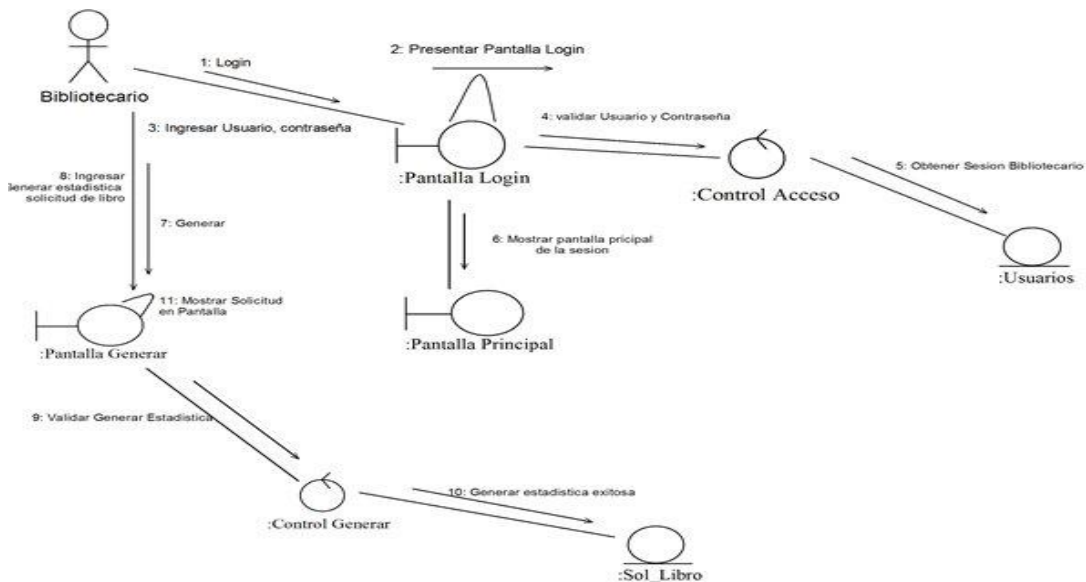 2: Presentar Pantalla Login
1: Login
Bibliotecario
3: Ingresar Usuario, contraseña
4: validar Usuario y Contraseña
:Pantalla Login
:Control Acceso
5: Obtener Sesion Bibliotecario
:Usuarios
8: Ingresar
Generar estadistica
solicitud de libro
7: Generar
6: Mostrar pantalla pricipal
de la sesion
11: Mostrar Solicitud
en Pantalla
:Pantalla Generar
:Pantalla Principal
9: Validar Generar Estadistica
10: Generar estadistica exitosa
:Control Generar
:Sol_Libro